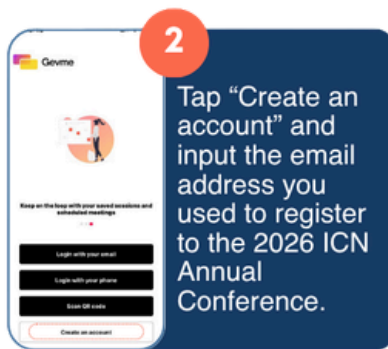 2
Gevme
Keep on the loop with your saved sessions and
scheduled meetings
Login with your email
Login with your phone
Scan QR code
Create an account
Tap “Create an
account” and
input the email
address you
used to register
to the 2026 ICN
Annual
Conference.